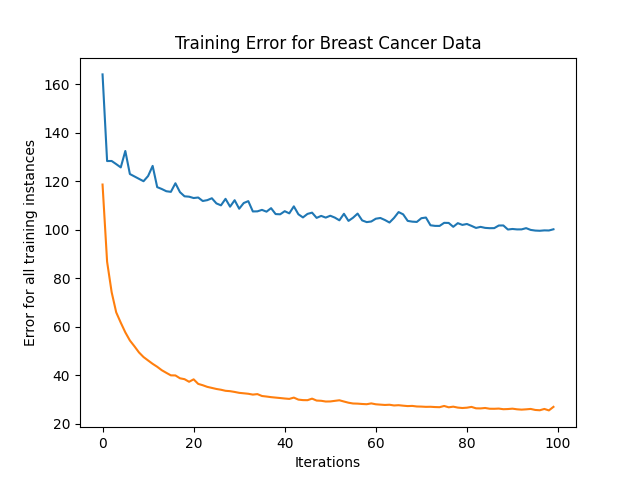 Training Error for Breast Cancer Data
Error for all training instances
160
140
120
100
80
60
40
20
0 20 40 60 80 100
Iterations